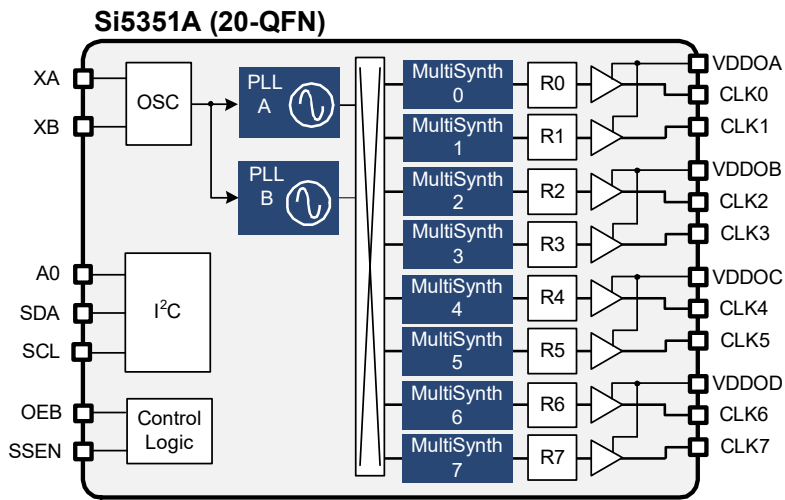 Si5351A (20-QFN)
XA
XB
OSC
PLL
A
PLL
B
A0
SDA
SCL
I²C
OEB
SSEN
Control
Logic
MultiSynth
0
R0
MultiSynth
1
R1
MultiSynth
2
R2
MultiSynth
3
R3
MultiSynth
4
R4
MultiSynth
5
R5
MultiSynth
6
R6
MultiSynth
7
R7
VDDOA
CLK0
CLK1
VDDOB
CLK2
CLK3
VDDOC
CLK4
CLK5
VDDOD
CLK6
CLK7